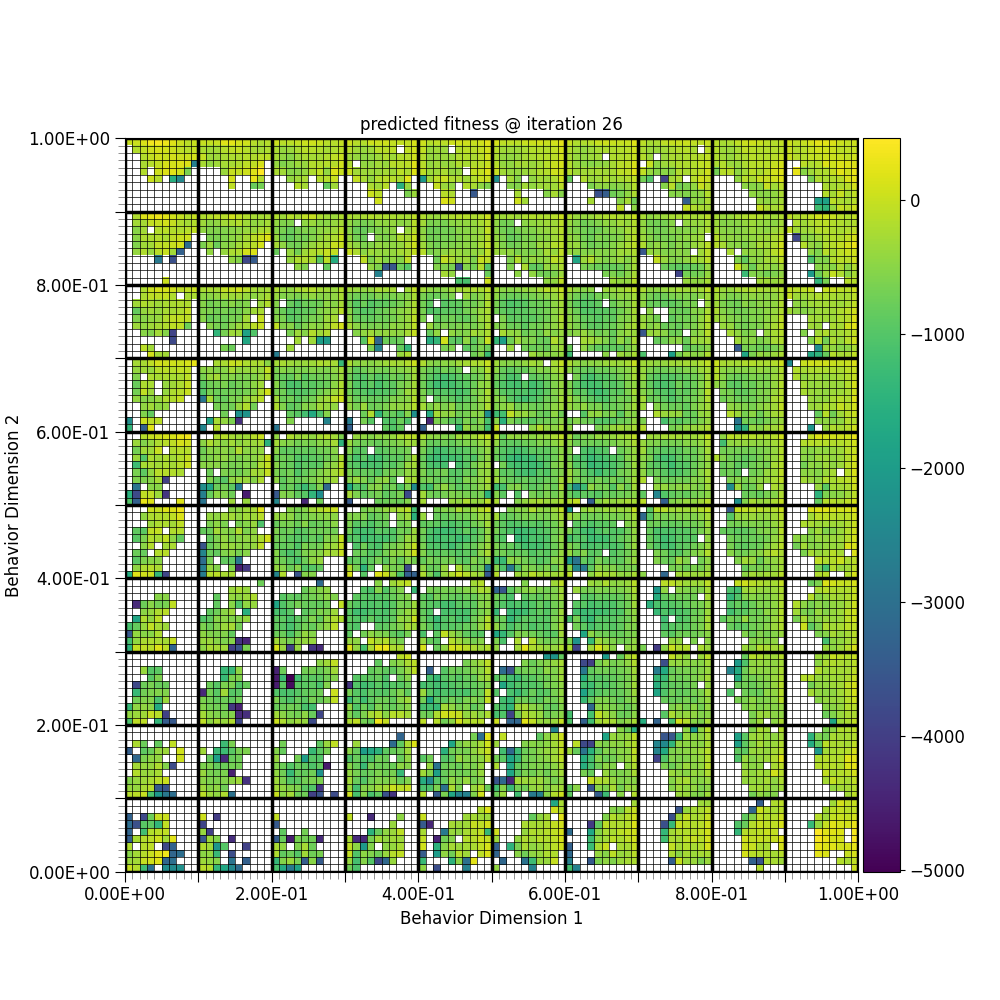 predicted fitness @ iteration 26
1.00E+00
8.00E-01
6.00E-01
4.00E-01
2.00E-01
0.00E+00
Behavior Dimension 2
0.00E+00 2.00E-01 4.00E-01 6.00E-01 8.00E-01 1.00E+00
Behavior Dimension 1
0
−1000
−2000
−3000
−4000
−5000